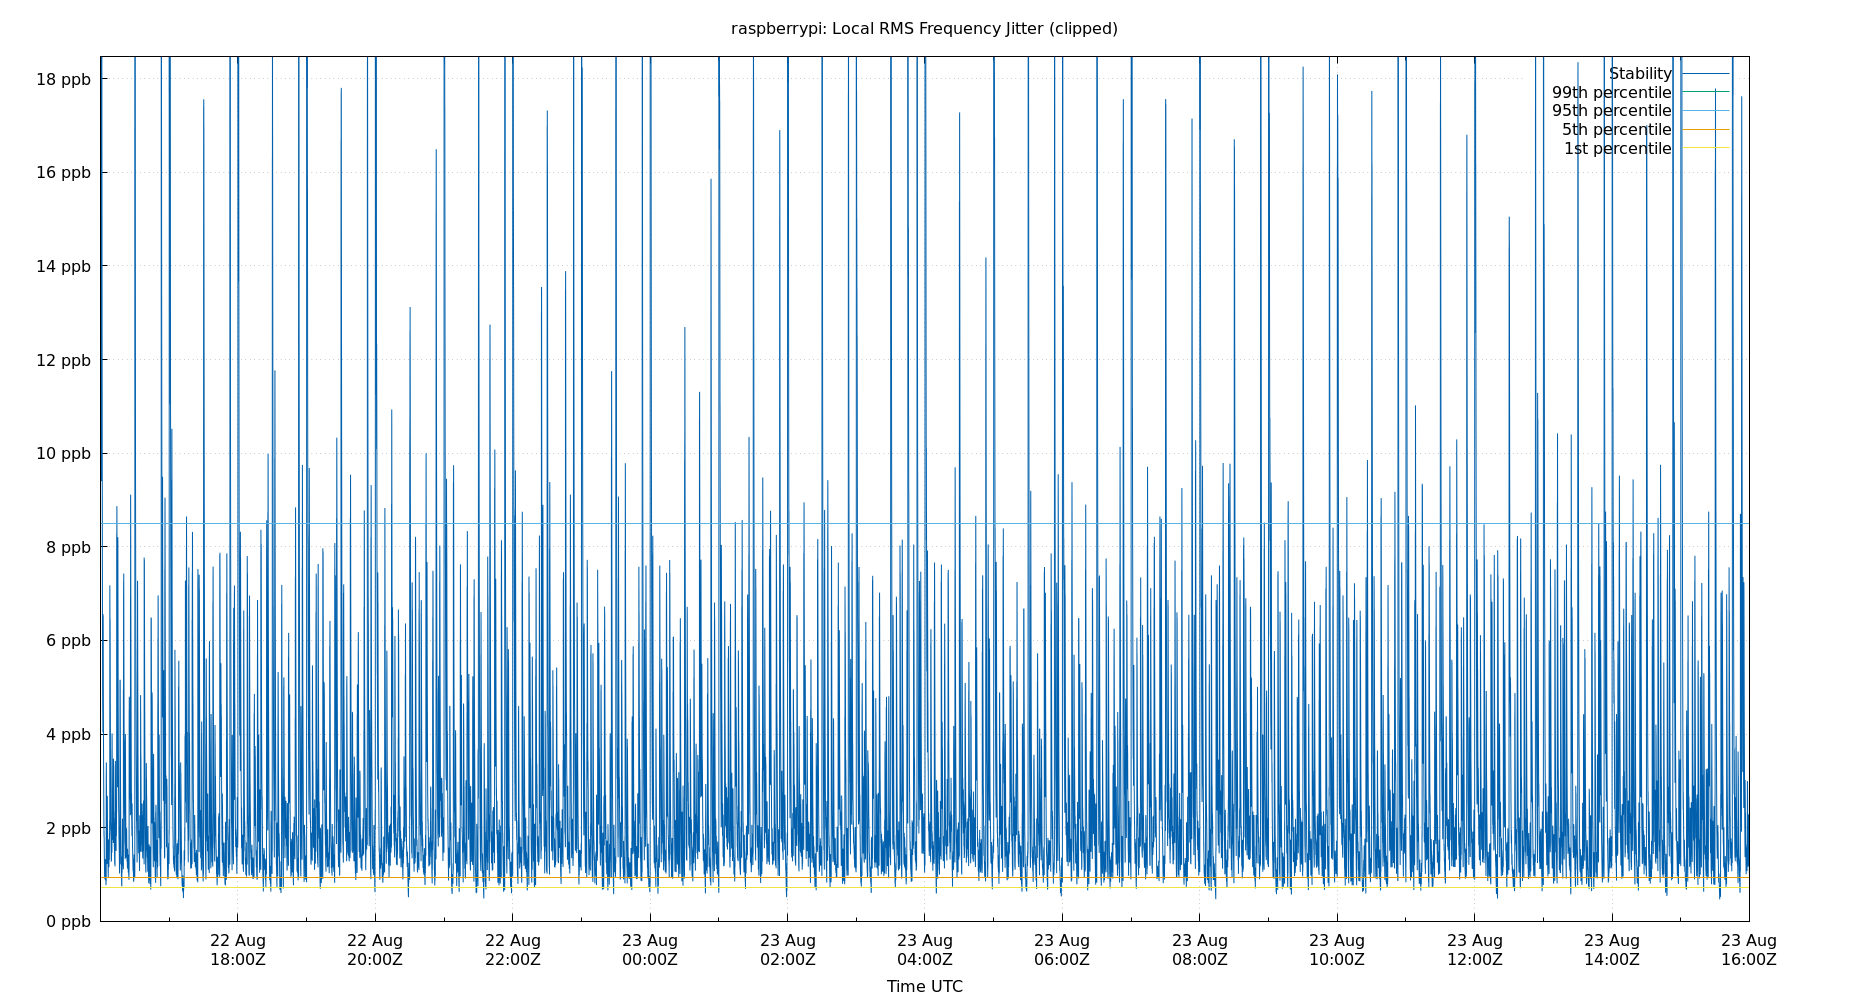 raspberrypi: Local RMS Frequency Jitter (clipped)
18 ppb
16 ppb
14 ppb
12 ppb
10 ppb
8 ppb
6 ppb
4 ppb
2 ppb
0 ppb
Stability
99th percentile
95th percentile
5th percentile
1st percentile
22 Aug
18:00Z
22 Aug
20:00Z
22 Aug
22:00Z
23 Aug
00:00Z
23 Aug
02:00Z
23 Aug
04:00Z
23 Aug
06:00Z
23 Aug
08:00Z
23 Aug
10:00Z
23 Aug
12:00Z
23 Aug
14:00Z
23 Aug
16:00Z
Time UTC